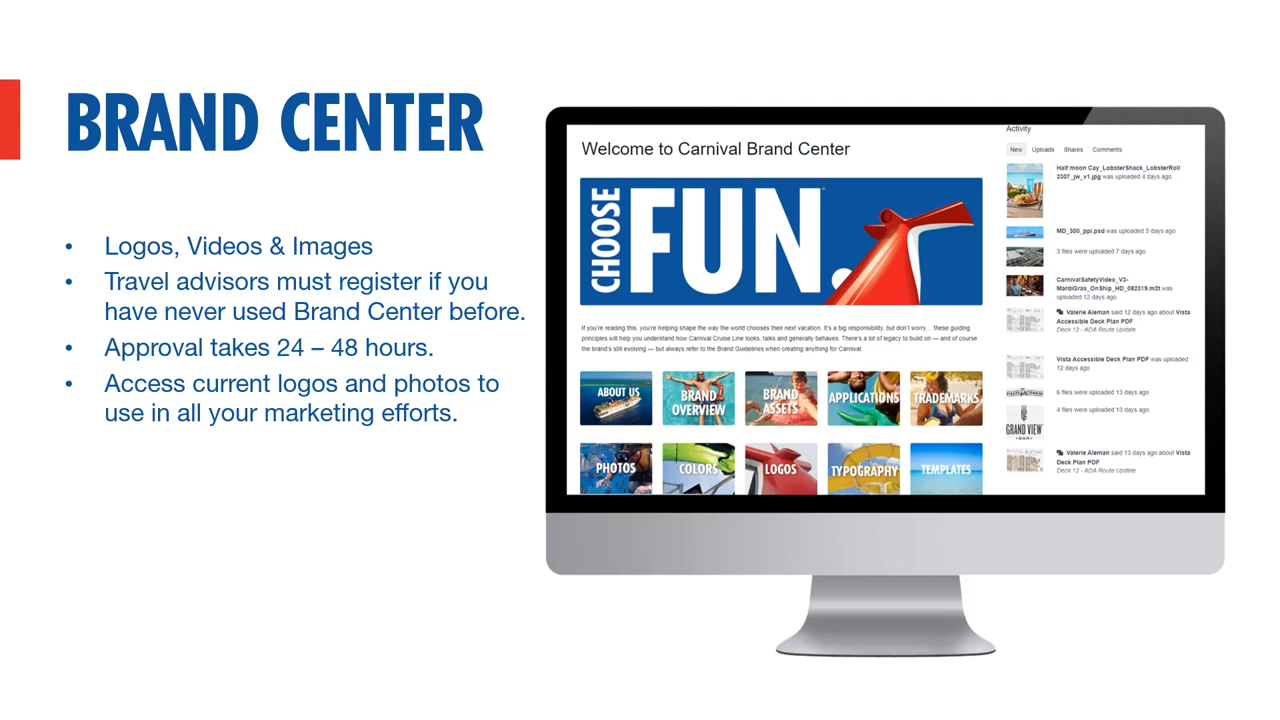 BRAND CENTER
• Logos, Videos & Images
• Travel advisors must register if you
have never used Brand Center before.
• Approval takes 24 – 48 hours.
• Access current logos and photos to
use in all your marketing efforts.
Welcome to Carnival Brand Center
CHOOSE
FUN.
If you're reading this, you're helping shape the way the world chooses their next vacation. It's a big responsibility, but don't worry… these guiding
principles will help you understand how Carnival Cruise Line looks, talks and generally behaves. There's a lot of legacy to build on — and of course
the brand's still evolving — but always refer to the Brand Guidelines when creating anything for Carnival.
ABOUT US
BRAND
OVERVIEW
BRAND
ASSETS
APPLICATIONS
TRADEMARKS
PHOTOS
COLORS
LOGOS
TYPOGRAPHY
TEMPLATES
Activity
New Uploads Shares Comments
Half moon Cay_LobsterShack_LobsterRoll
2307_jw_v1.jpg was uploaded 4 days ago
MD_300_ppi.psd was uploaded 5 days ago
3 files were uploaded 7 days ago
CarnivalSafetyVideo_V3-
MardiGras_OnShip_HD_082319.m2t was
uploaded 12 days ago
Valerie Aleman said 12 days ago about Vista
Accessible Deck Plan PDF
Deck 12 - ADA Route Update
Vista Accessible Deck Plan PDF was uploaded
12 days ago
6 files were uploaded 13 days ago
4 files were uploaded 13 days ago
GRAND VIEW
BAR
Valerie Aleman said 13 days ago about Vista
Deck Plan PDF
Deck 12 - ADA Route Update